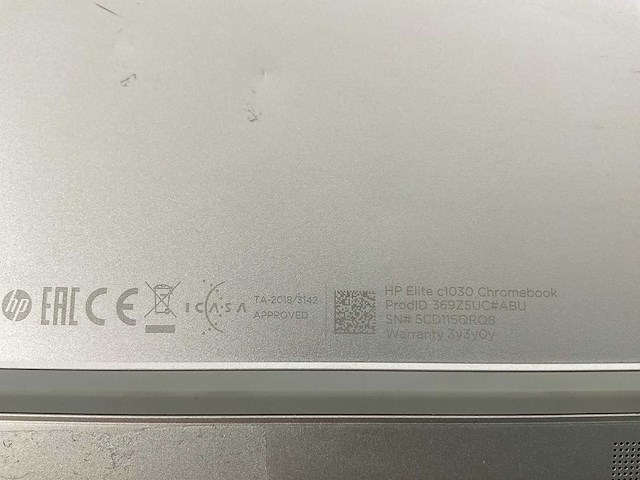 hp EAC CE ICASA TA-2018/3142
APPROVED
HP Elite c1030 Chromebook
ProdID 369Z5UC#ABU
SN# 5CD115QRQ8
Warranty 3y3y0y